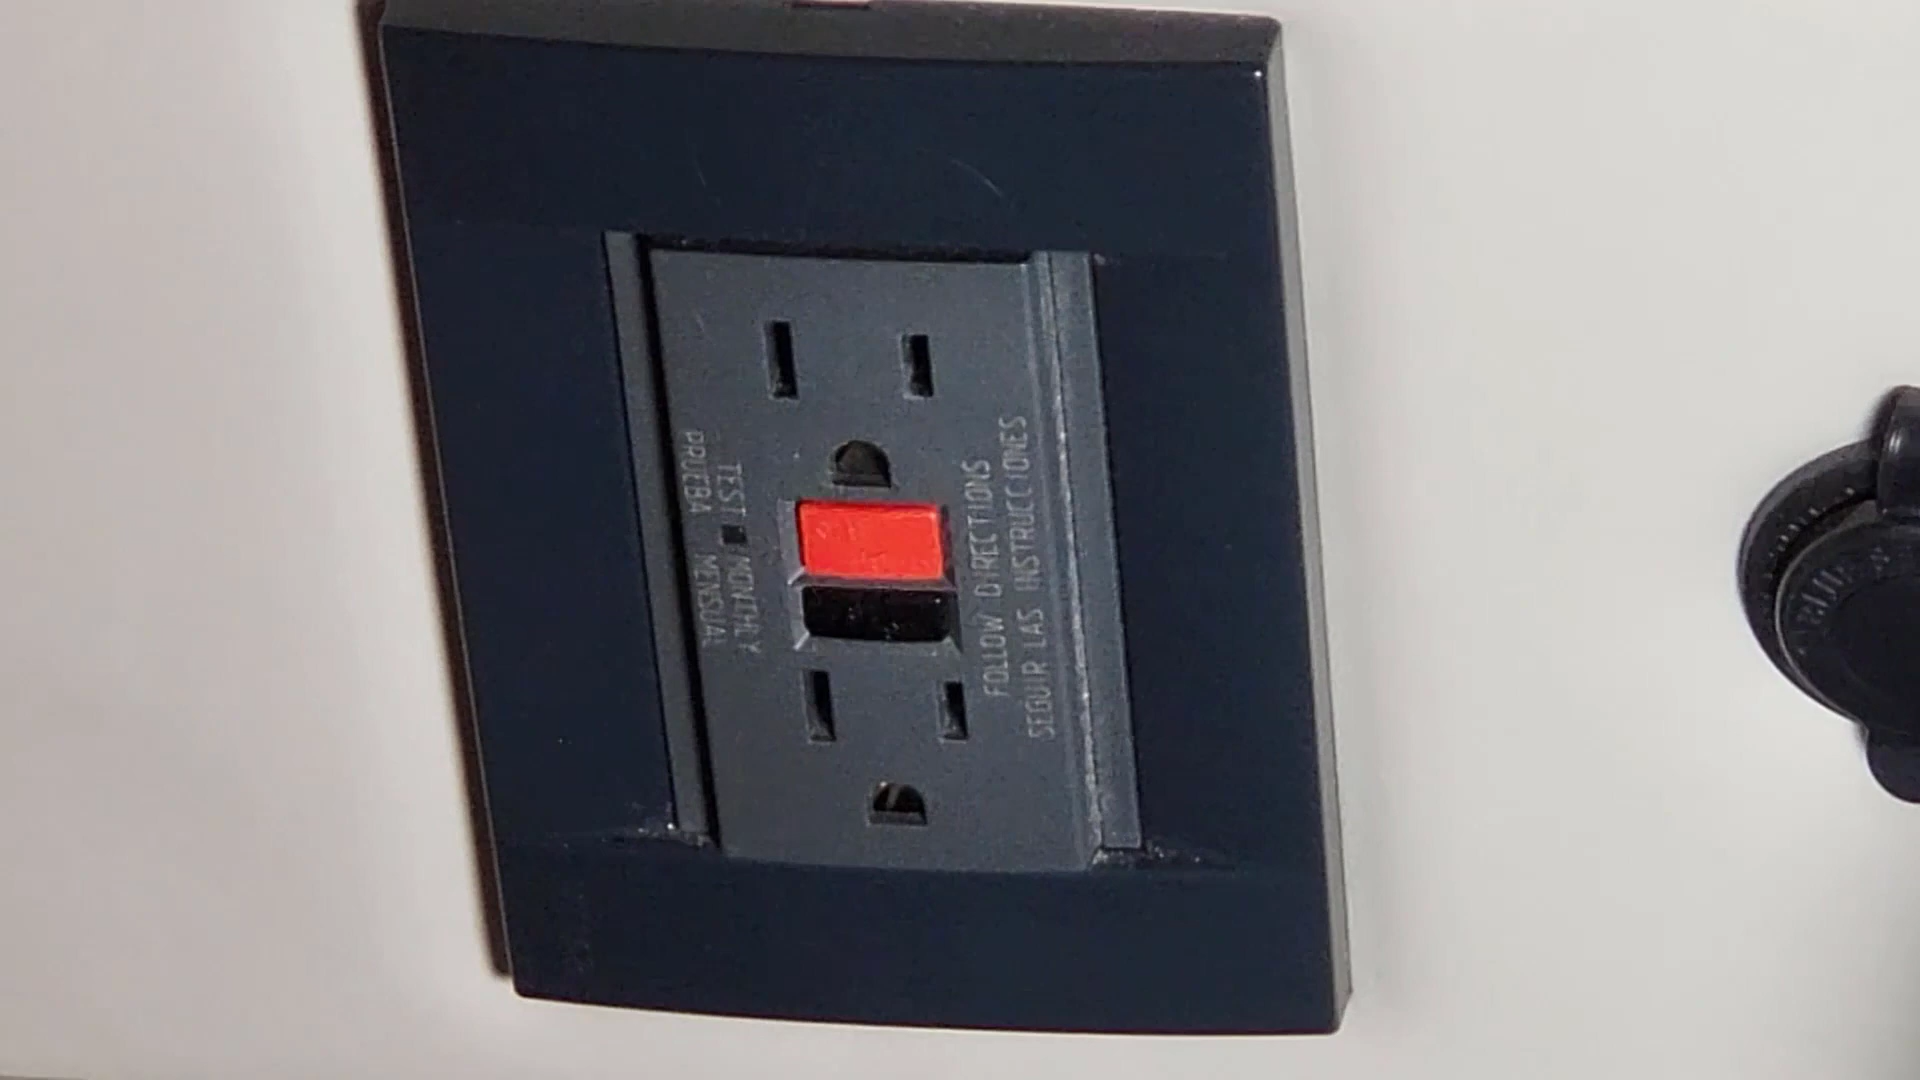 TEST MONTHLY
PRUEBA MENSUAL
FOLLOW DIRECTIONS
SEGUIR LAS INSTRUCCIONES